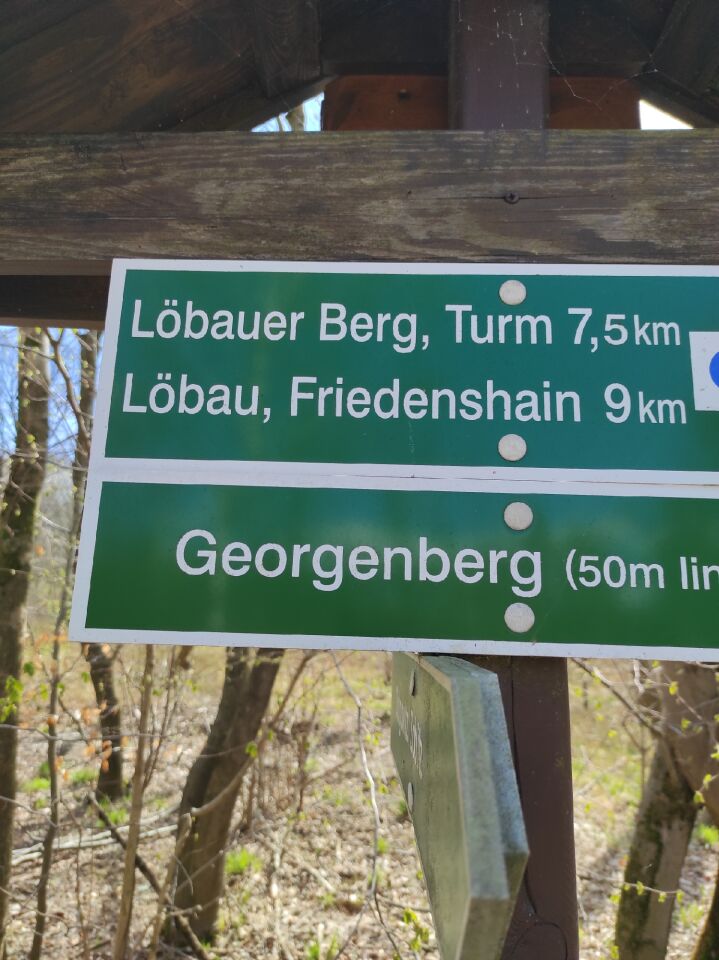 Löbauer Berg, Turm 7,5 km
Löbau, Friedenshain 9 km
Georgenberg (50m lin